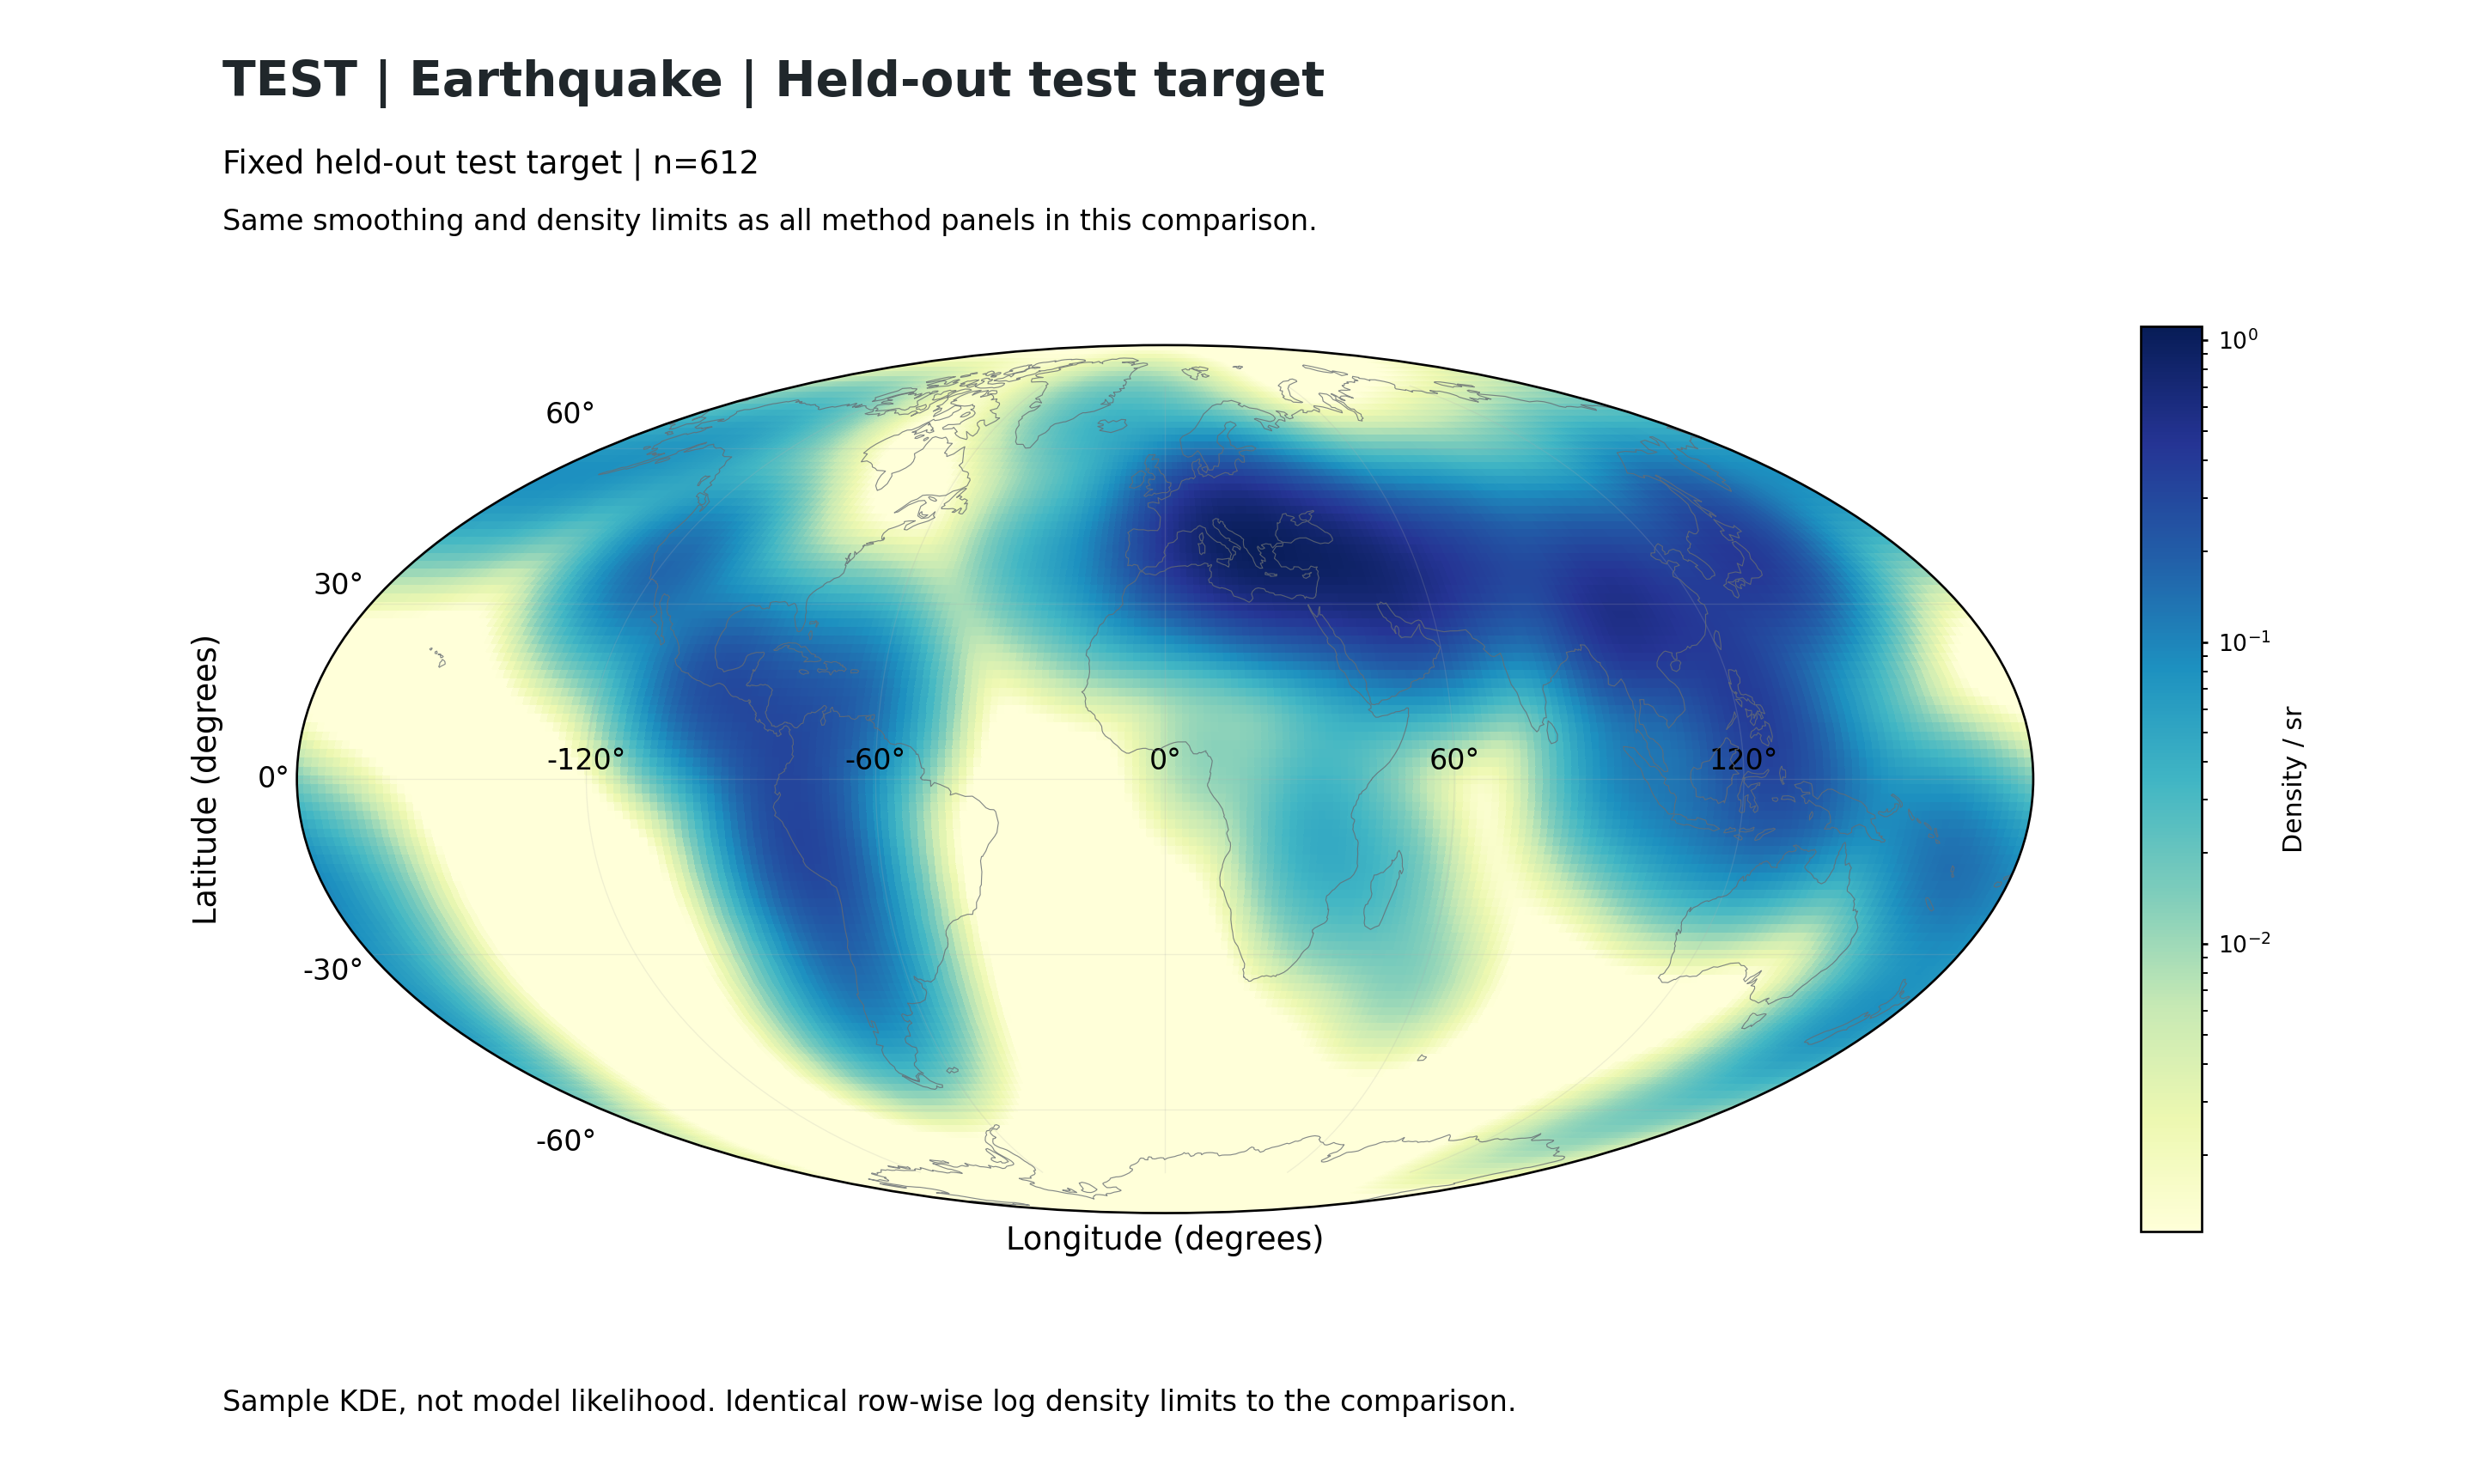 TEST | Earthquake | Held-out test target
Fixed held-out test target | n=612
Same smoothing and density limits as all method panels in this comparison.
60°
30°
0°
-30°
-60°
-120°
-60°
0°
60°
120°
Latitude (degrees)
Longitude (degrees)
10⁰
10⁻¹
10⁻²
Density / sr
Sample KDE, not model likelihood. Identical row-wise log density limits to the comparison.